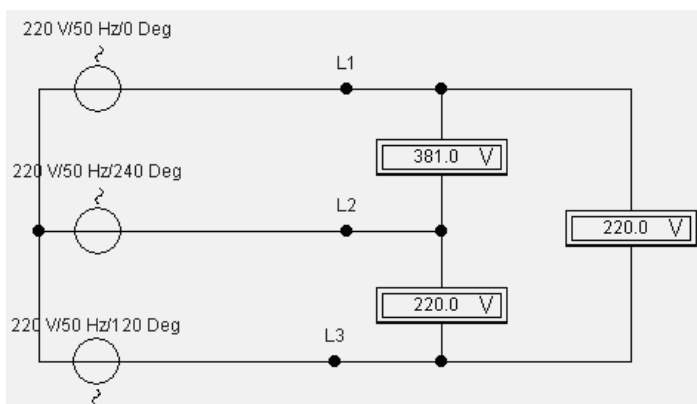 220 V/50 Hz/0 Deg
L1
381.0 V
220 V/50 Hz/240 Deg
L2
220.0 V
220.0 V
220 V/50 Hz/120 Deg
L3